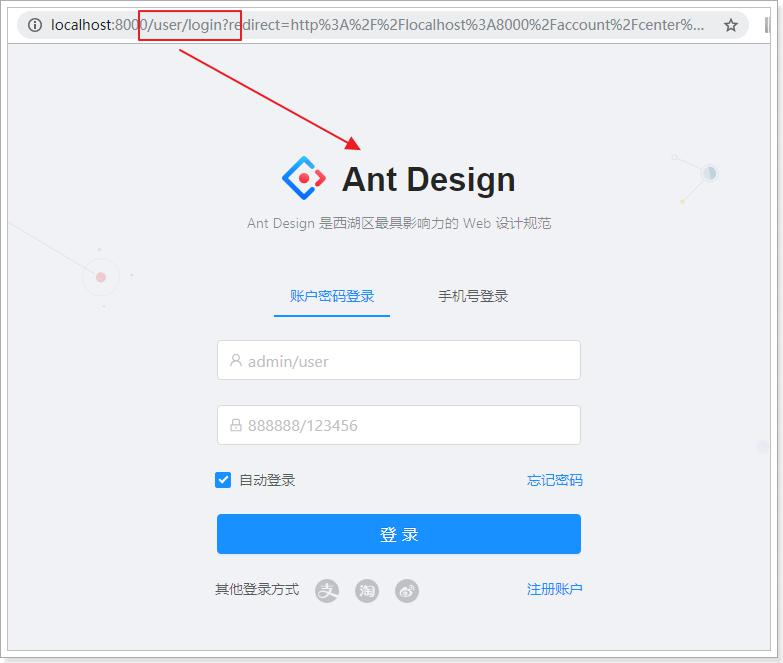 localhost:8000/user/login?redirect=http%3A%2F%2Flocalhost%3A8000%2Faccount%2Fcenter%...
Ant Design
Ant Design 是西湖区最具影响力的 Web 设计规范
账户密码登录 手机号登录
admin/user
888888/123456
自动登录 忘记密码
登 录
其他登录方式 支 淘 注册账户